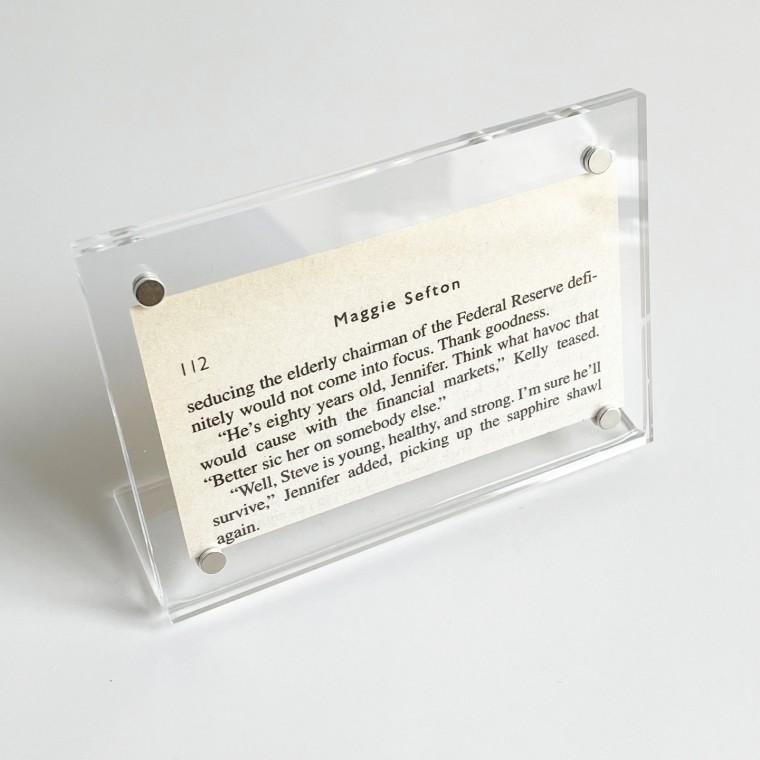 Maggie Sefton
112
seducing the elderly chairman of the Federal Reserve defi-
nitely would not come into focus. Thank goodness.
“He’s eighty years old, Jennifer. Think what havoc that
would cause with the financial markets,” Kelly teased.
“Better sic her on somebody else.”
“Well, Steve is young, healthy, and strong. I’m sure he’ll
survive,” Jennifer added, picking up the sapphire shawl
again.